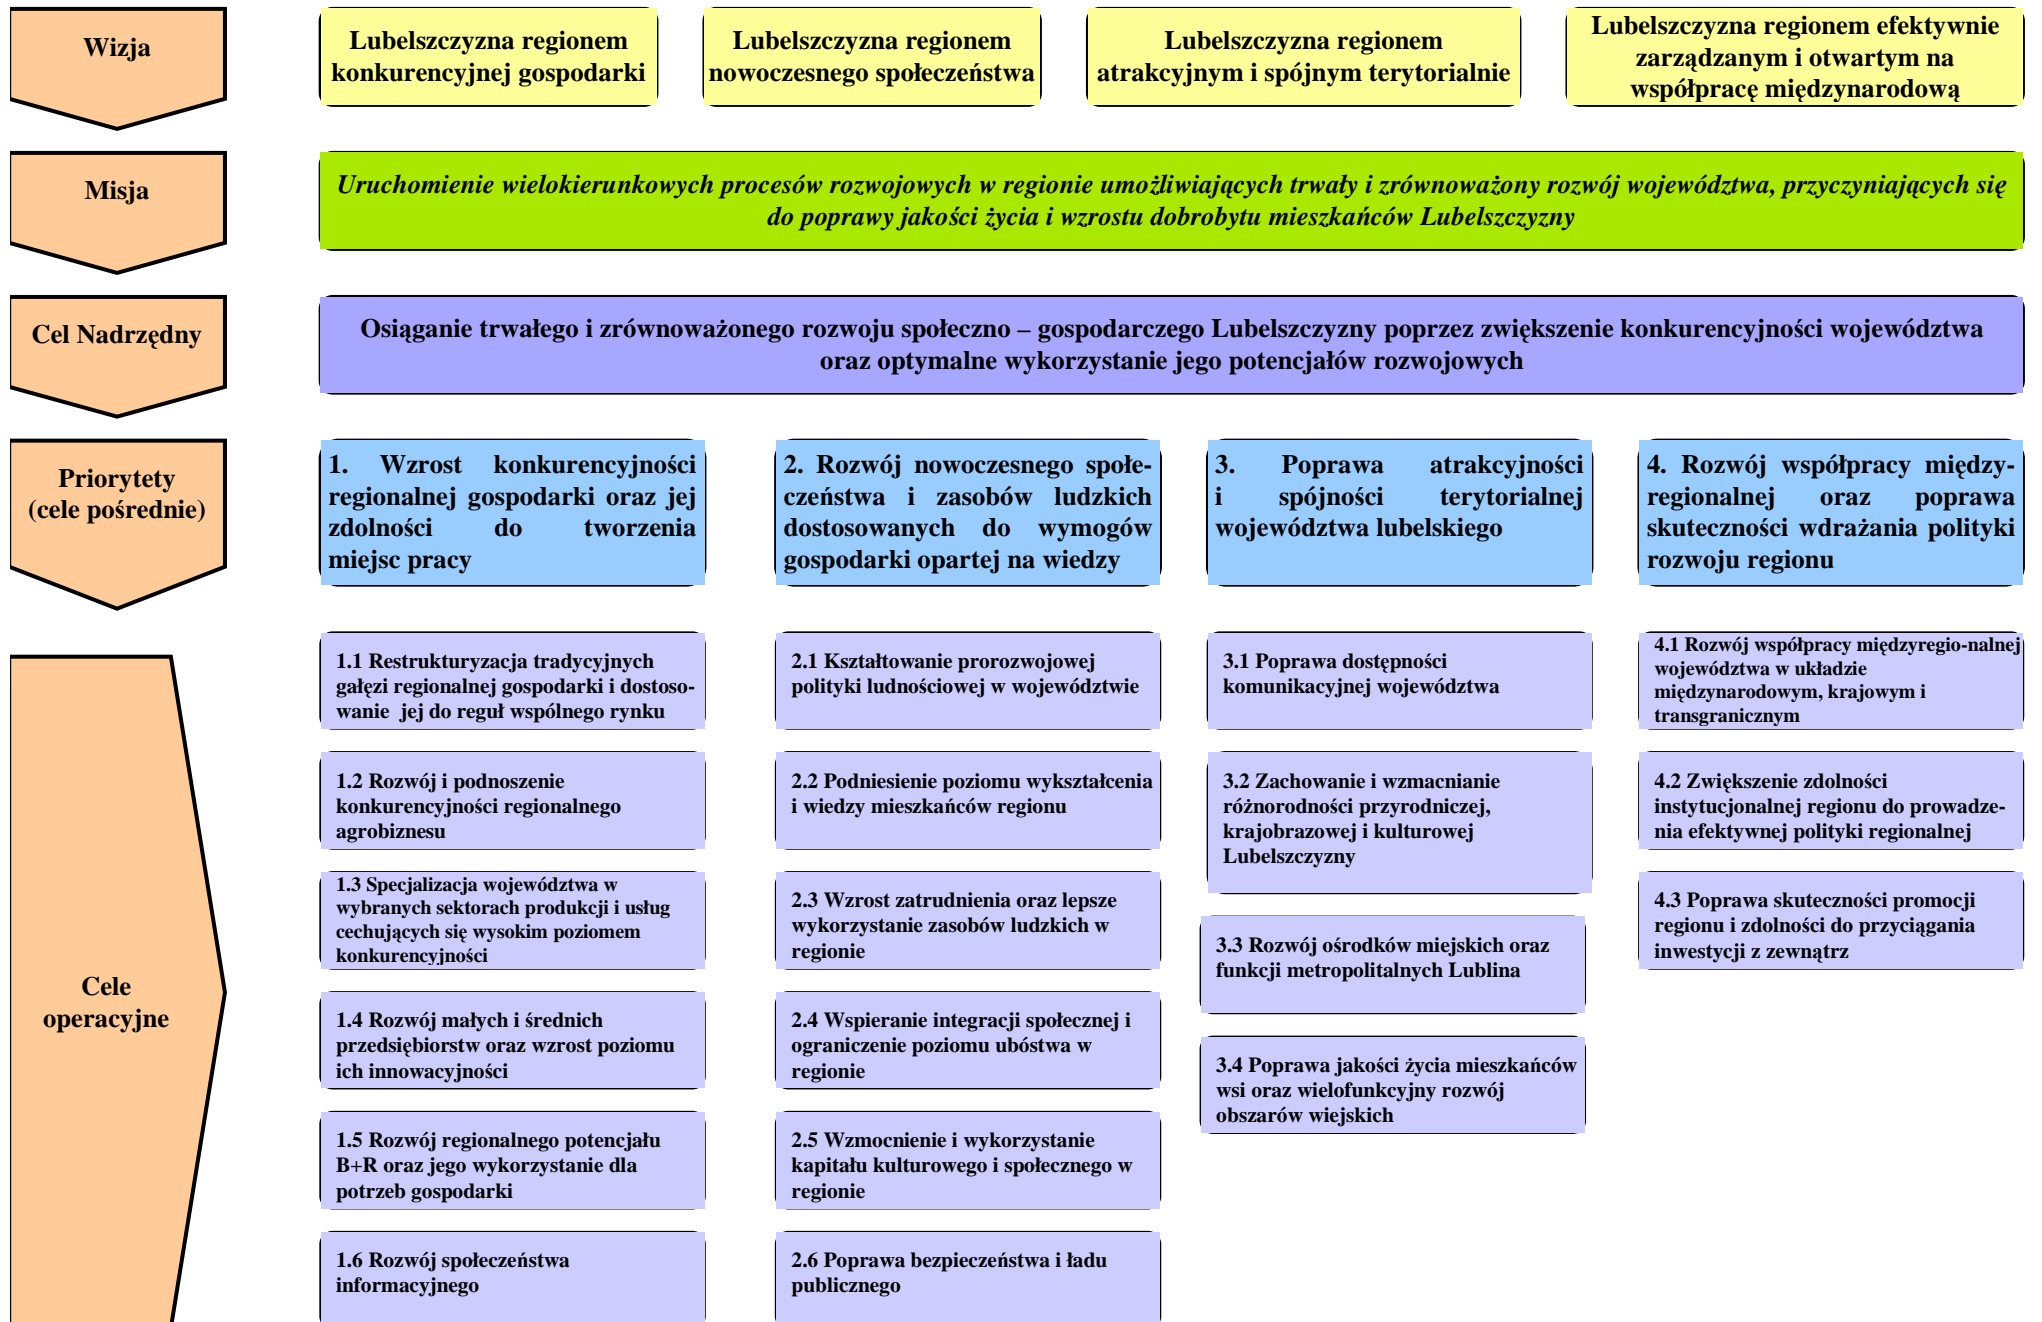 Wizja
Lubelszczyzna regionem
konkurencyjnej gospodarki
Lubelszczyzna regionem
nowoczesnego społeczeństwa
Lubelszczyzna regionem
atrakcyjnym i spójnym terytorialnie
Lubelszczyzna regionem efektywnie
zarządzanym i otwartym na
współpracę międzynarodową
Misja
Uruchomienie wielokierunkowych procesów rozwojowych w regionie umożliwiających trwały i zrównoważony rozwój województwa, przyczyniających się
do poprawy jakości życia i wzrostu dobrobytu mieszkańców Lubelszczyzny
Cel Nadrzędny
Osiąganie trwałego i zrównoważonego rozwoju społeczno – gospodarczego Lubelszczyzny poprzez zwiększenie konkurencyjności województwa
oraz optymalne wykorzystanie jego potencjałów rozwojowych
Priorytety
(cele pośrednie)
1. Wzrost konkurencyjności
regionalnej gospodarki oraz jej
zdolności do tworzenia
miejsc pracy
2. Rozwój nowoczesnego społe-
czeństwa i zasobów ludzkich
dostosowanych do wymogów
gospodarki opartej na wiedzy
3. Poprawa atrakcyjności
i spójności terytorialnej
województwa lubelskiego
4. Rozwój współpracy między-
regionalnej oraz poprawa
skuteczności wdrażania polityki
rozwoju regionu
Cele
operacyjne
1.1 Restrukturyzacja tradycyjnych
gałęzi regionalnej gospodarki i dostoso-
wanie jej do reguł wspólnego rynku
1.2 Rozwój i podnoszenie
konkurencyjności regionalnego
agrobiznesu
1.3 Specjalizacja województwa w
wybranych sektorach produkcji i usług
cechujących się wysokim poziomem
konkurencyjności
1.4 Rozwój małych i średnich
przedsiębiorstw oraz wzrost poziomu
ich innowacyjności
1.5 Rozwój regionalnego potencjału
B+R oraz jego wykorzystanie dla
potrzeb gospodarki
1.6 Rozwój społeczeństwa
informacyjnego
2.1 Kształtowanie prorozwojowej
polityki ludnościowej w województwie
2.2 Podniesienie poziomu wykształcenia
i wiedzy mieszkańców regionu
2.3 Wzrost zatrudnienia oraz lepsze
wykorzystanie zasobów ludzkich w
regionie
2.4 Wspieranie integracji społecznej i
ograniczenie poziomu ubóstwa w
regionie
2.5 Wzmocnienie i wykorzystanie
kapitału kulturowego i społecznego w
regionie
2.6 Poprawa bezpieczeństwa i ładu
publicznego
3.1 Poprawa dostępności
komunikacyjnej województwa
3.2 Zachowanie i wzmacnianie
różnorodności przyrodniczej,
krajobrazowej i kulturowej
Lubelszczyzny
3.3 Rozwój ośrodków miejskich oraz
funkcji metropolitalnych Lublina
3.4 Poprawa jakości życia mieszkańców
wsi oraz wielofunkcyjny rozwój
obszarów wiejskich
4.1 Rozwój współpracy międzyregio-nalnej
województwa w układzie
międzynarodowym, krajowym i
transgranicznym
4.2 Zwiększenie zdolności
instytucjonalnej regionu do prowadze-
nia efektywnej polityki regionalnej
4.3 Poprawa skuteczności promocji
regionu i zdolności do przyciągania
inwestycji z zewnątrz